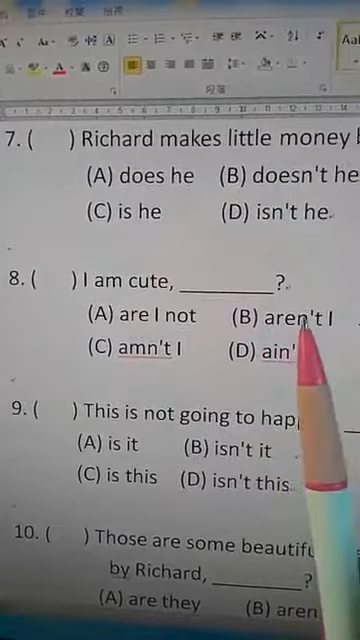 段落
7. ( ) Richard makes little money
(A) does he (B) doesn't he
(C) is he (D) isn't he
8. ( ) I am cute, ________?
(A) are I not (B) aren't I
(C) amn't I (D) ain'
9. ( ) This is not going to
(A) is it (B) isn't it
(C) is this (D) isn't this
10. ( ) Those are some
by Richard, ________?
(A) are they (B) aren